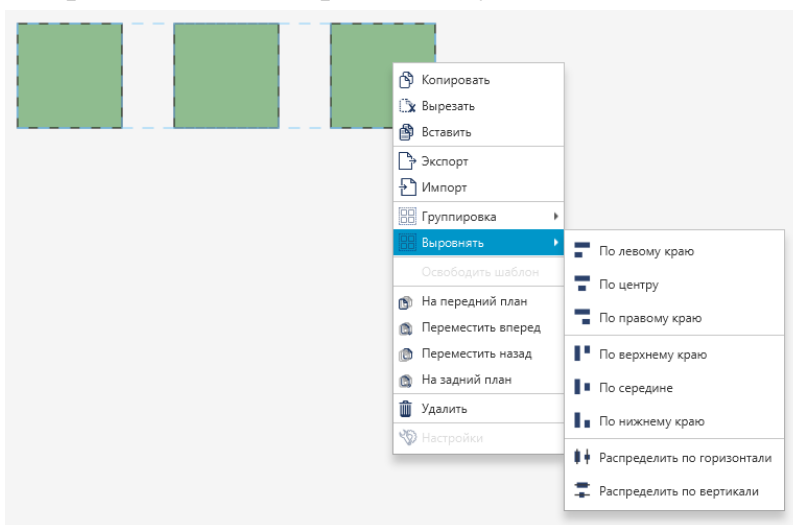 Копировать
Вырезать
Вставить
Экспорт
Импорт
Группировка
Выровнять
Освободить шаблон
На передний план
Переместить вперед
Переместить назад
На задний план
Удалить
Настройки
По левому краю
По центру
По правому краю
По верхнему краю
По середине
По нижнему краю
Распределить по горизонтали
Распределить по вертикали